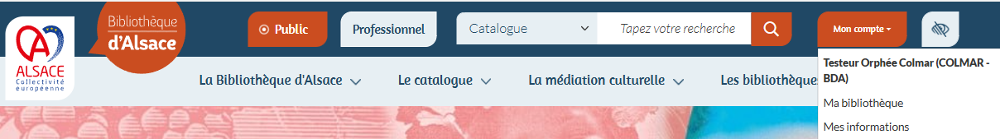 Bibliothèque
d'Alsace
ALSACE
Collectivité
européenne
Public
Professionnel
Catalogue
Tapez votre recherche
Mon compte
La Bibliothèque d'Alsace
Le catalogue
La médiation culturelle
Les bibliothèques
Testeur Orphée Colmar (COLMAR -
BDA)
Ma bibliothèque
Mes informations